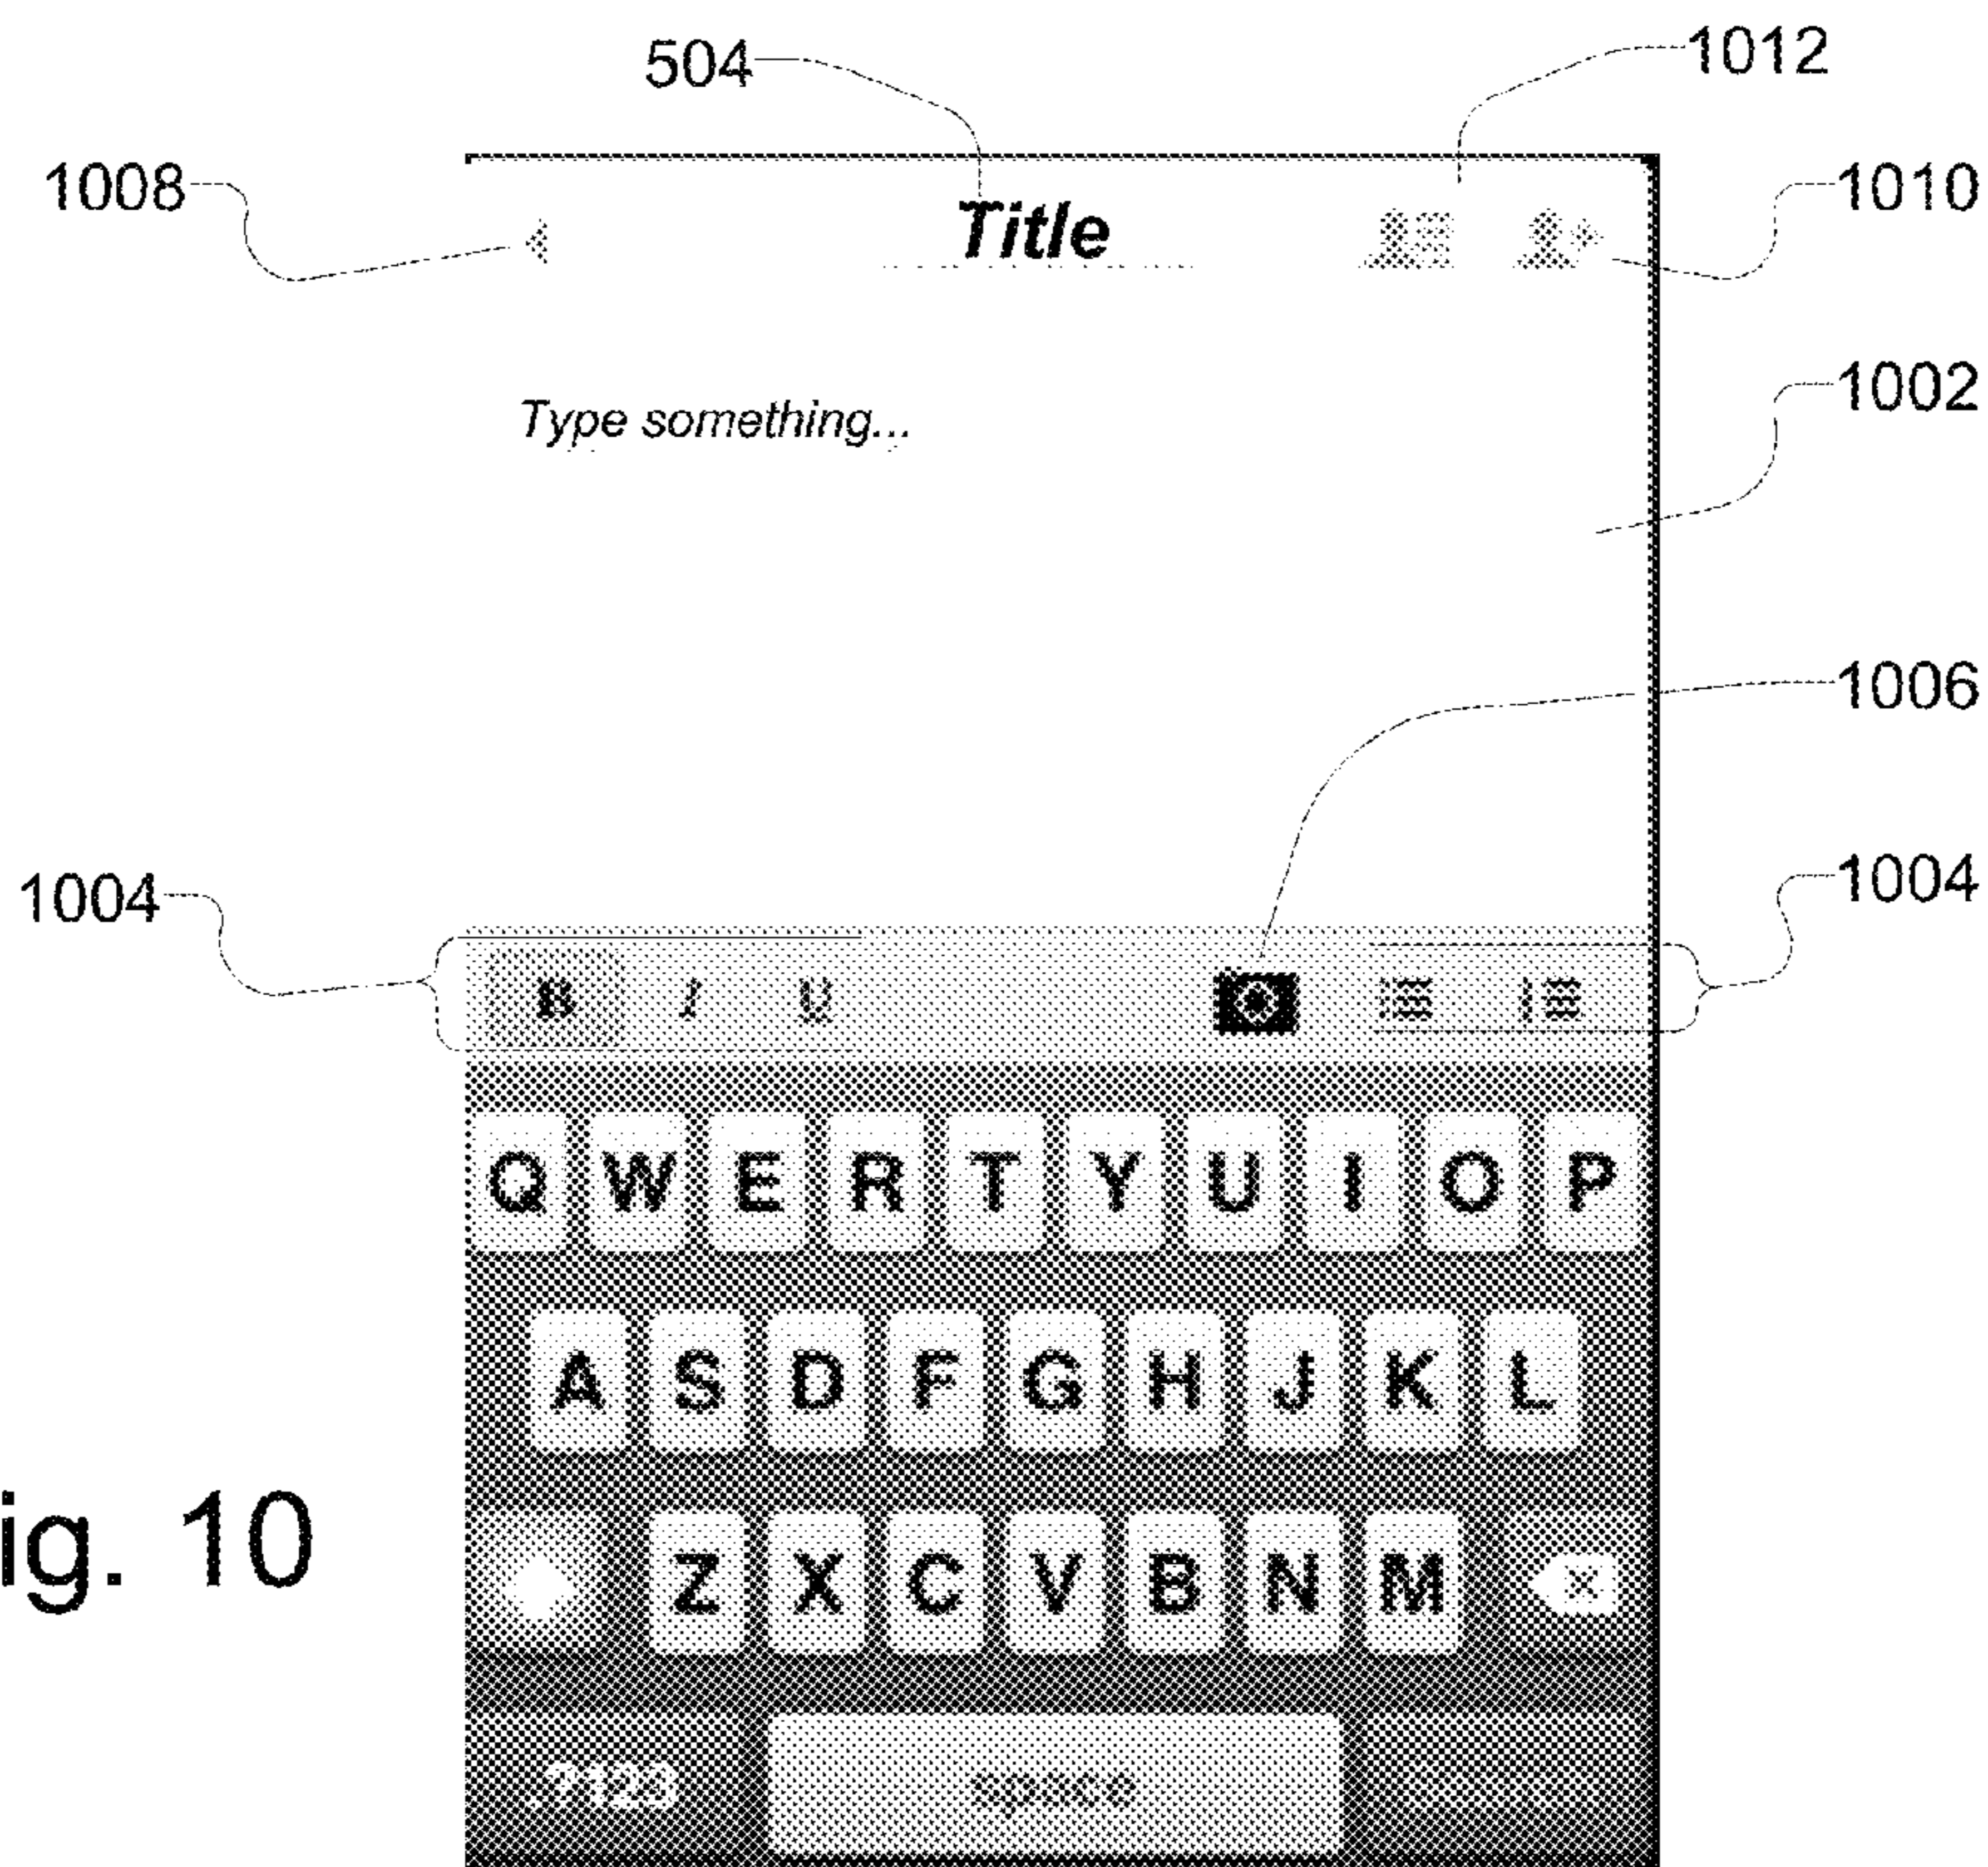 504
1012
1008
1010
Title
1002
Type something...
1006
1004
1004
B I U
Q W E R T Y U I O P
A S D F G H J K L
ig. 10
Z X C V B N M
.?123 space